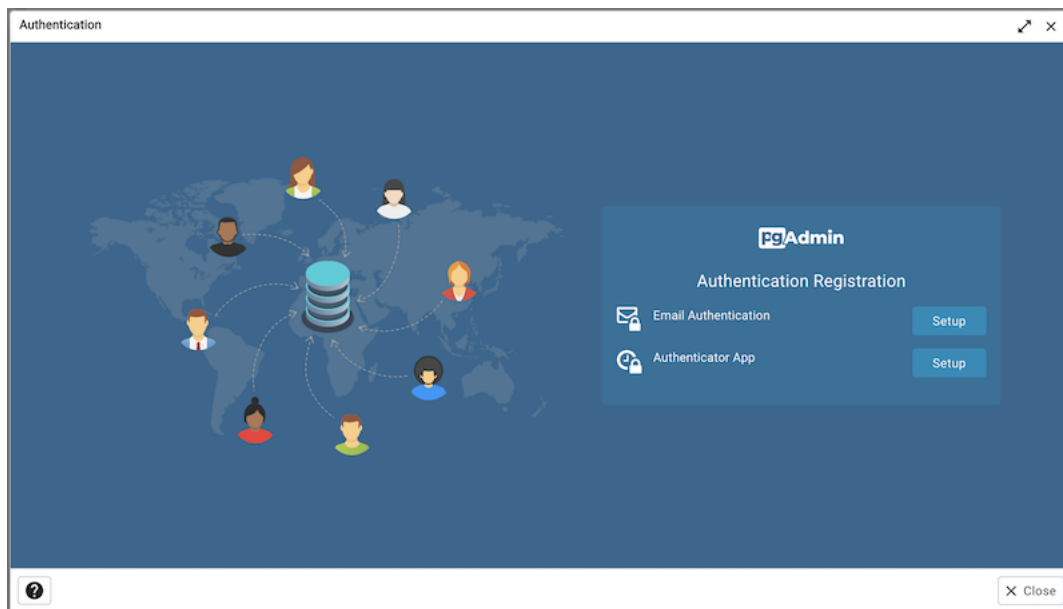 Authentication
pgAdmin
Authentication Registration
Email Authentication
Setup
Authenticator App
Setup
Close